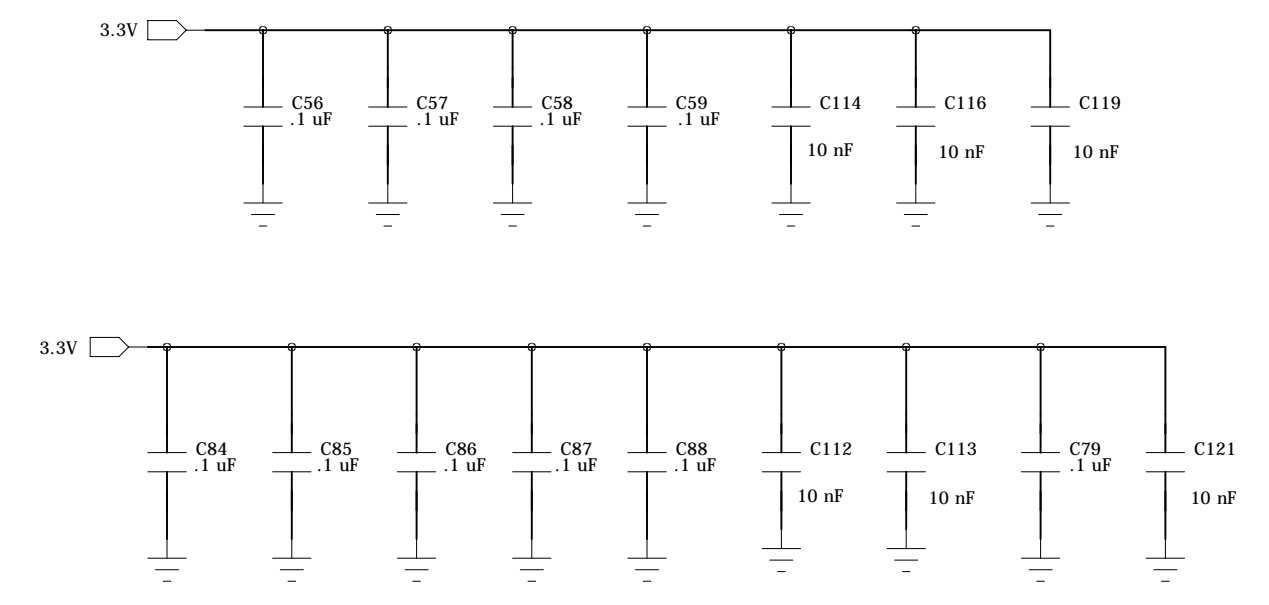 3.3V
C56
.1 uF
C57
.1 uF
C58
.1 uF
C59
.1 uF
C114
10 nF
C116
10 nF
C119
10 nF
3.3V
C84
.1 uF
C85
.1 uF
C86
.1 uF
C87
.1 uF
C88
.1 uF
C112
10 nF
C113
10 nF
C79
.1 uF
C121
10 nF